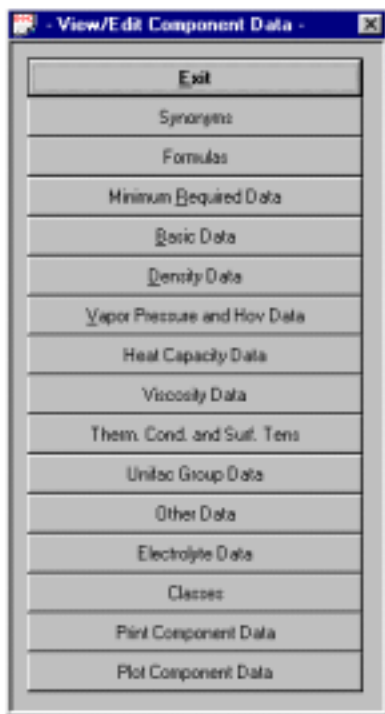 - View/Edit Component Data -
Exit
Synonyms
Formulas
Minimum Required Data
Basic Data
Density Data
Vapor Pressure and Hov Data
Heat Capacity Data
Viscosity Data
Therm. Cond. and Surf. Tens
Unifac Group Data
Other Data
Electrolyte Data
Classes
Print Component Data
Plot Component Data